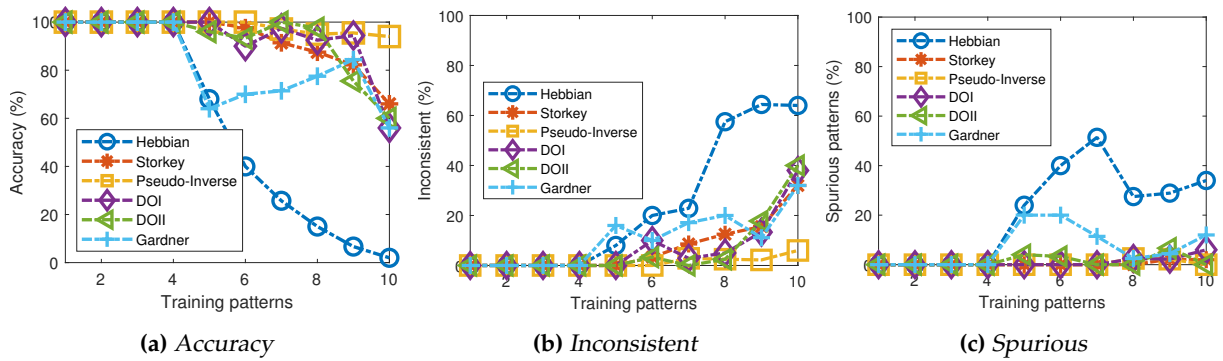 100
80
60
40
20
0
Accuracy (%)
Hebbian
Storkey
Pseudo-Inverse
DOI
DOII
Gardner
2 4 6 8 10
Training patterns
(a) Accuracy
100
80
60
40
20
0
Inconsistent (%)
Hebbian
Storkey
Pseudo-Inverse
DOI
DOII
Gardner
2 4 6 8 10
Training patterns
(b) Inconsistent
100
80
60
40
20
0
Spurious patterns (%)
Hebbian
Storkey
Pseudo-Inverse
DOI
DOII
Gardner
2 4 6 8 10
Training patterns
(c) Spurious